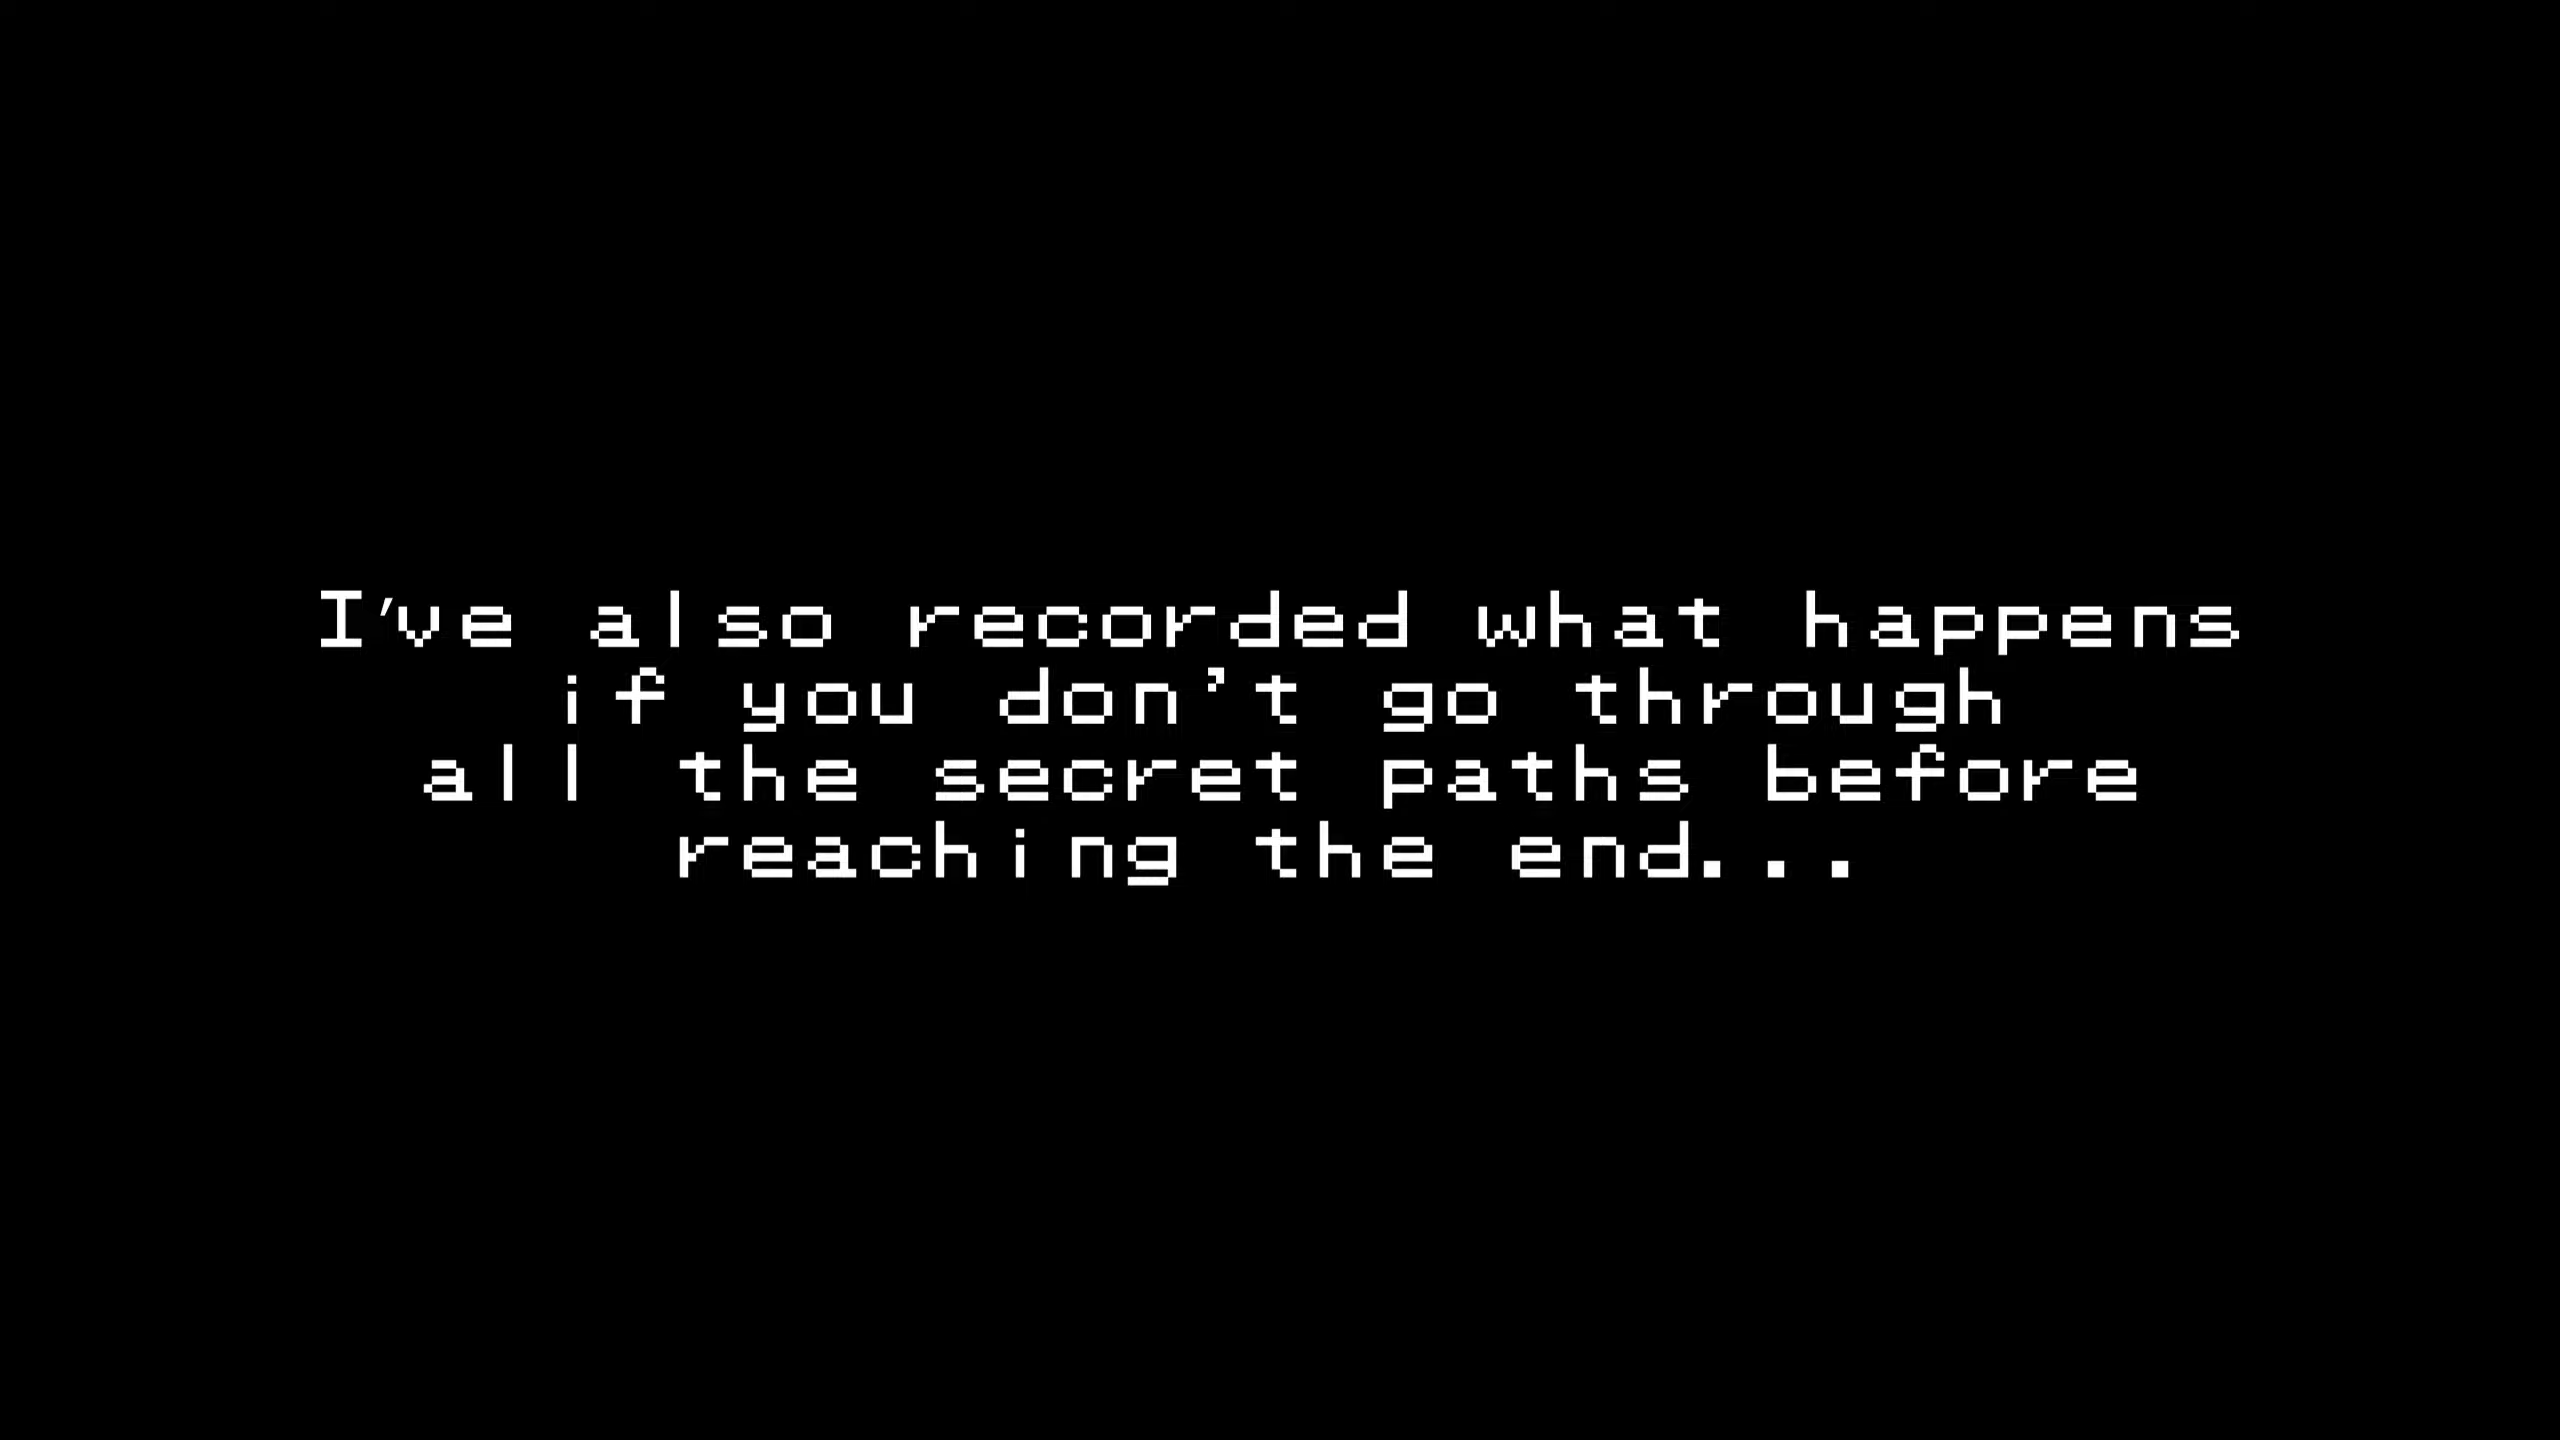 I've also recorded what happens
if you don't go through
all the secret paths before
reaching the end...